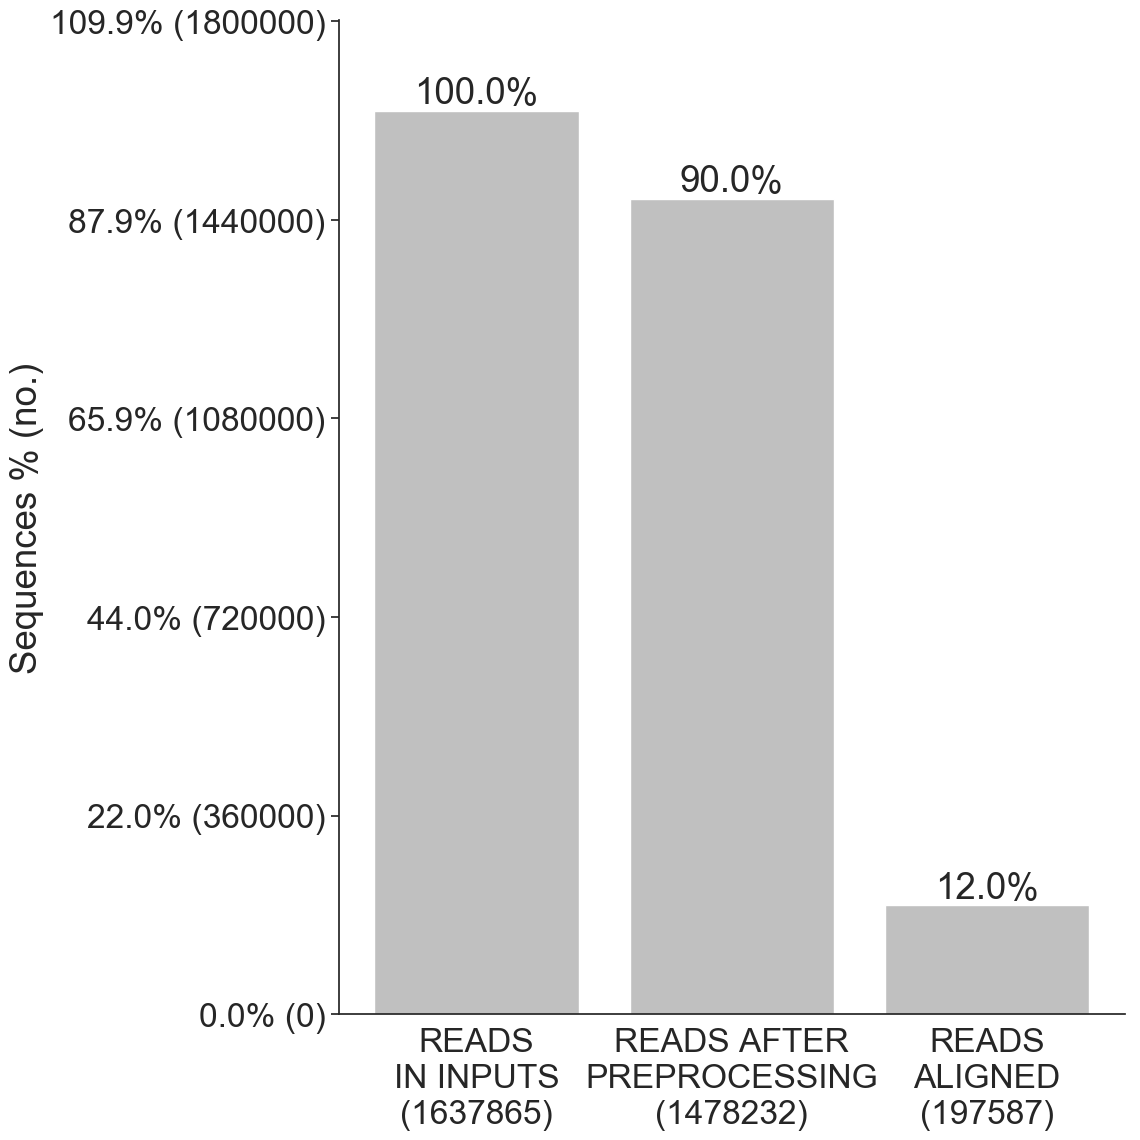 Sequences % (no.)
109.9% (1800000)
87.9% (1440000)
65.9% (1080000)
44.0% (720000)
22.0% (360000)
0.0% (0)
100.0%
90.0%
12.0%
READS
IN INPUTS
(1637865)
READS AFTER
PREPROCESSING
(1478232)
READS
ALIGNED
(197587)